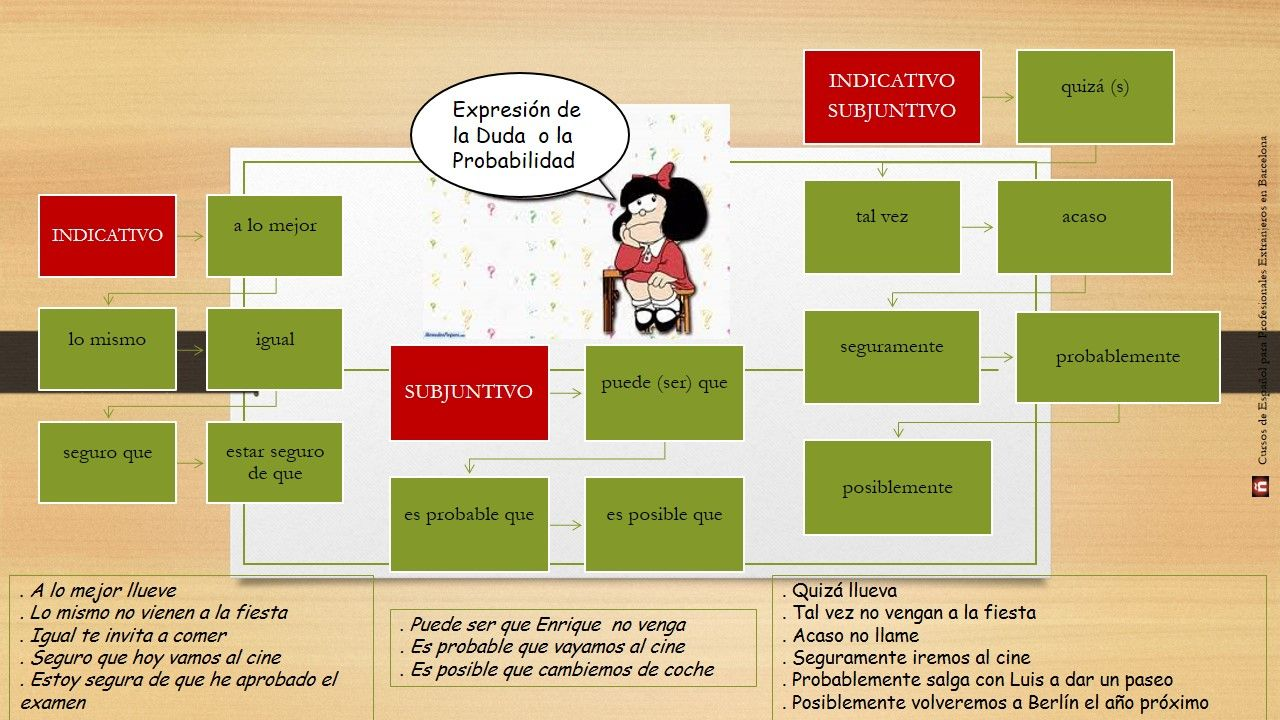 Expresión de
la Duda o la
Probabilidad
INDICATIVO
a lo mejor
lo mismo
igual
seguro que
estar seguro
de que
SUBJUNTIVO
puede (ser) que
es probable que
es posible que
INDICATIVO
SUBJUNTIVO
quizá (s)
tal vez
acaso
seguramente
probablemente
posiblemente
. A lo mejor llueve
. Lo mismo no vienen a la fiesta
. Igual te invita a comer
. Seguro que hoy vamos al cine
. Estoy segura de que he aprobado el
examen
. Puede ser que Enrique no venga
. Es probable que vayamos al cine
. Es posible que cambiemos de coche
. Quizá llueva
. Tal vez no vengan a la fiesta
. Acaso no llame
. Seguramente iremos al cine
. Probablemente salga con Luis a dar un paseo
. Posiblemente volveremos a Berlín el año próximo
Cursos de Español para Profesionales Extranjeros en Barcelona
ñ